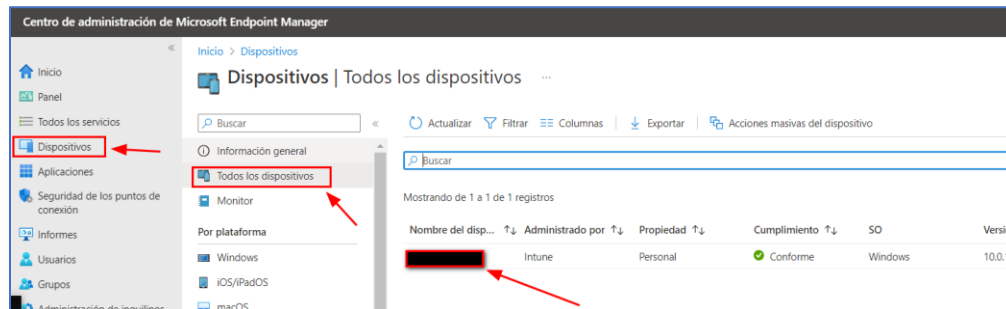 Centro de administración de Microsoft Endpoint Manager
«
Inicio
Panel
Todos los servicios
Dispositivos
Aplicaciones
Seguridad de los puntos de
conexión
Informes
Usuarios
Grupos
Administración de inquilinos
Inicio > Dispositivos
Dispositivos | Todos los dispositivos ...
Buscar «
Información general
Todos los dispositivos
Monitor
Por plataforma
Windows
iOS/iPadOS
macOS
Actualizar Filtrar Columnas Exportar Acciones masivas del dispositivo
Buscar
Mostrando de 1 a 1 de 1 registros
Nombre del disp... ↑↓ Administrado por ↑↓ Propiedad ↑↓ Cumplimiento ↑↓ SO
Intune Personal Conforme Windows